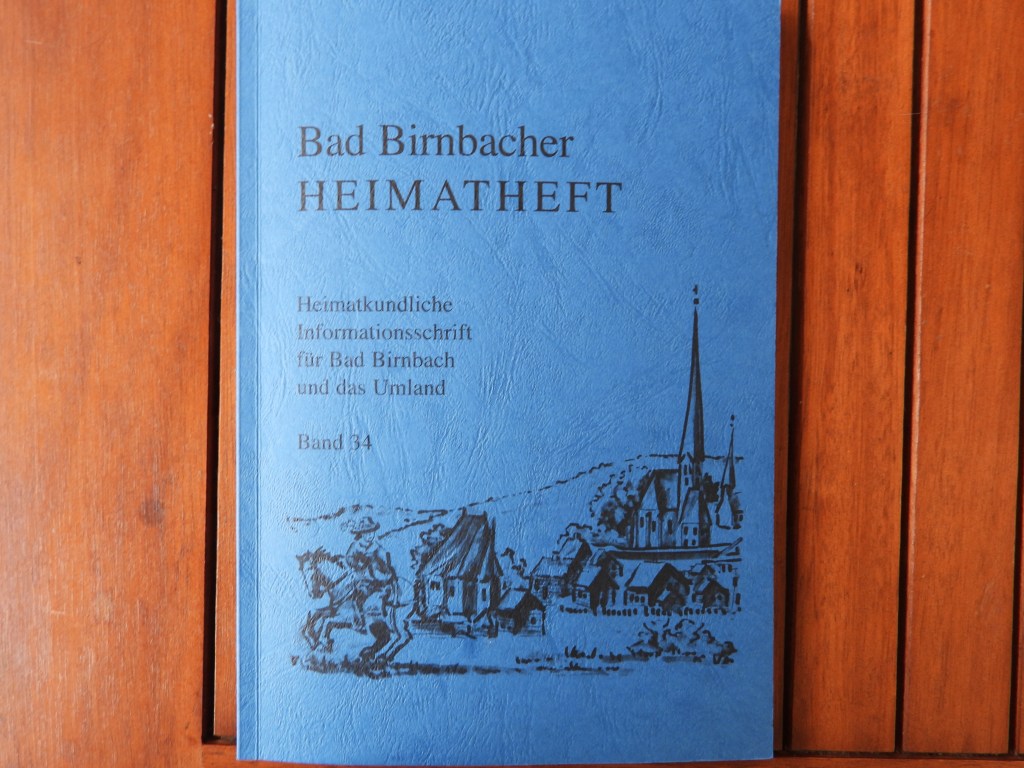 Bad Birnbacher
HEIMATHEFT
Heimatkundliche
Informationsschrift
für Bad Birnbach
und das Umland
Band 34